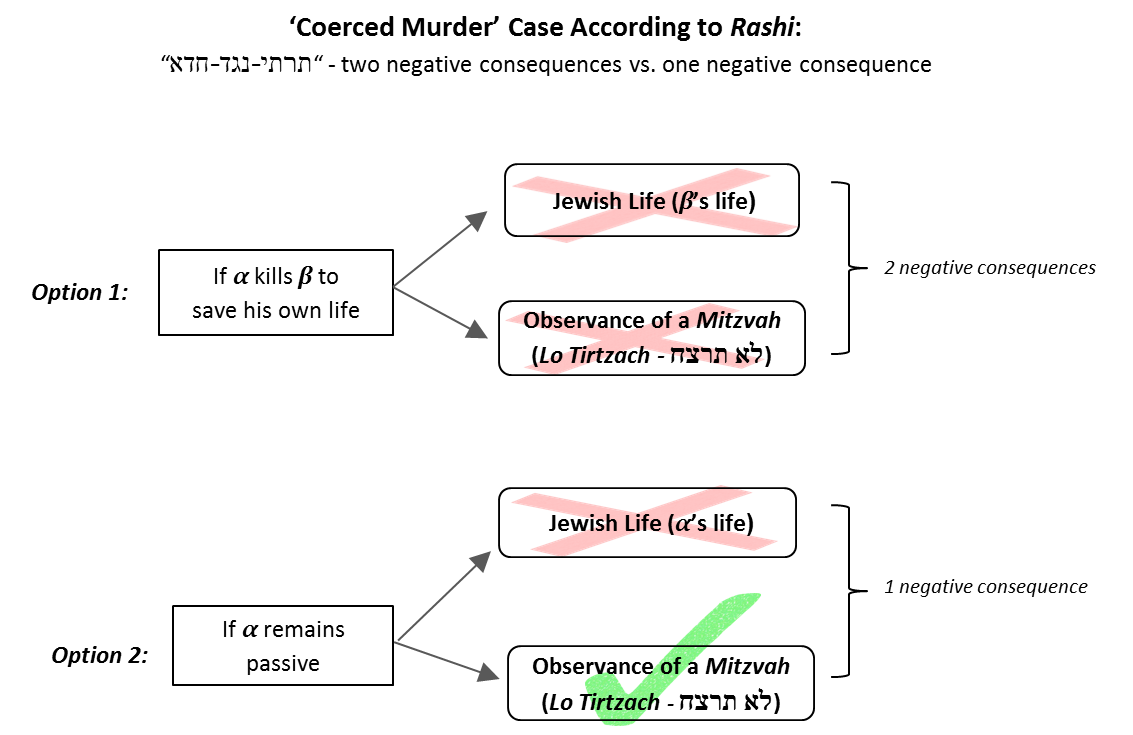 ‘Coerced Murder’ Case According to Rashi:
“תרתי-נגד-חדא“ - two negative consequences vs. one negative consequence
Option 1:
If α kills β to
save his own life
Jewish Life (β’s life)
Observance of a Mitzvah
(Lo Tirtzach - לא תרצח)
2 negative consequences
Option 2:
If α remains
passive
Jewish Life (α’s life)
Observance of a Mitzvah
(Lo Tirtzach - לא תרצח)
1 negative consequence